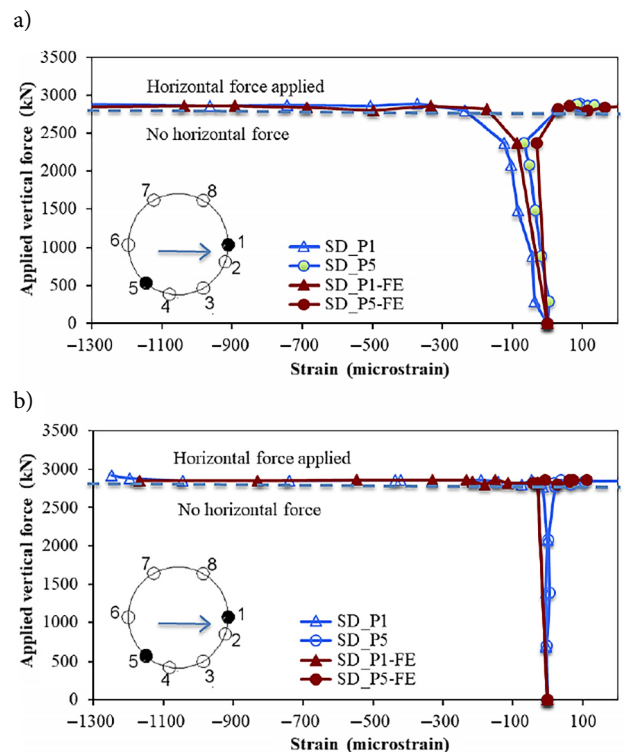 a)
3500
3000
2500
2000
1500
1000
500
0
Applied vertical force (kN)
Horizontal force applied
No horizontal force
7
8
6
1
2
5
4
3
SD_P1
SD_P5
SD_P1-FE
SD_P5-FE
−1300 −1100 −900 −700 −500 −300 −100 100
Strain (microstrain)
b)
3500
3000
2500
2000
1500
1000
500
0
Applied vertical force (kN)
Horizontal force applied
No horizontal force
7
8
6
1
2
5
4
3
SD_P1
SD_P5
SD_P1-FE
SD_P5-FE
−1300 −1100 −900 −700 −500 −300 −100 100
Strain (microstrain)